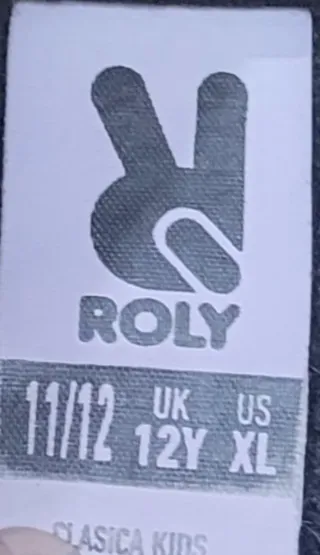 ROLY
11/12 UK 12Y US XL
CLASICA KIDS